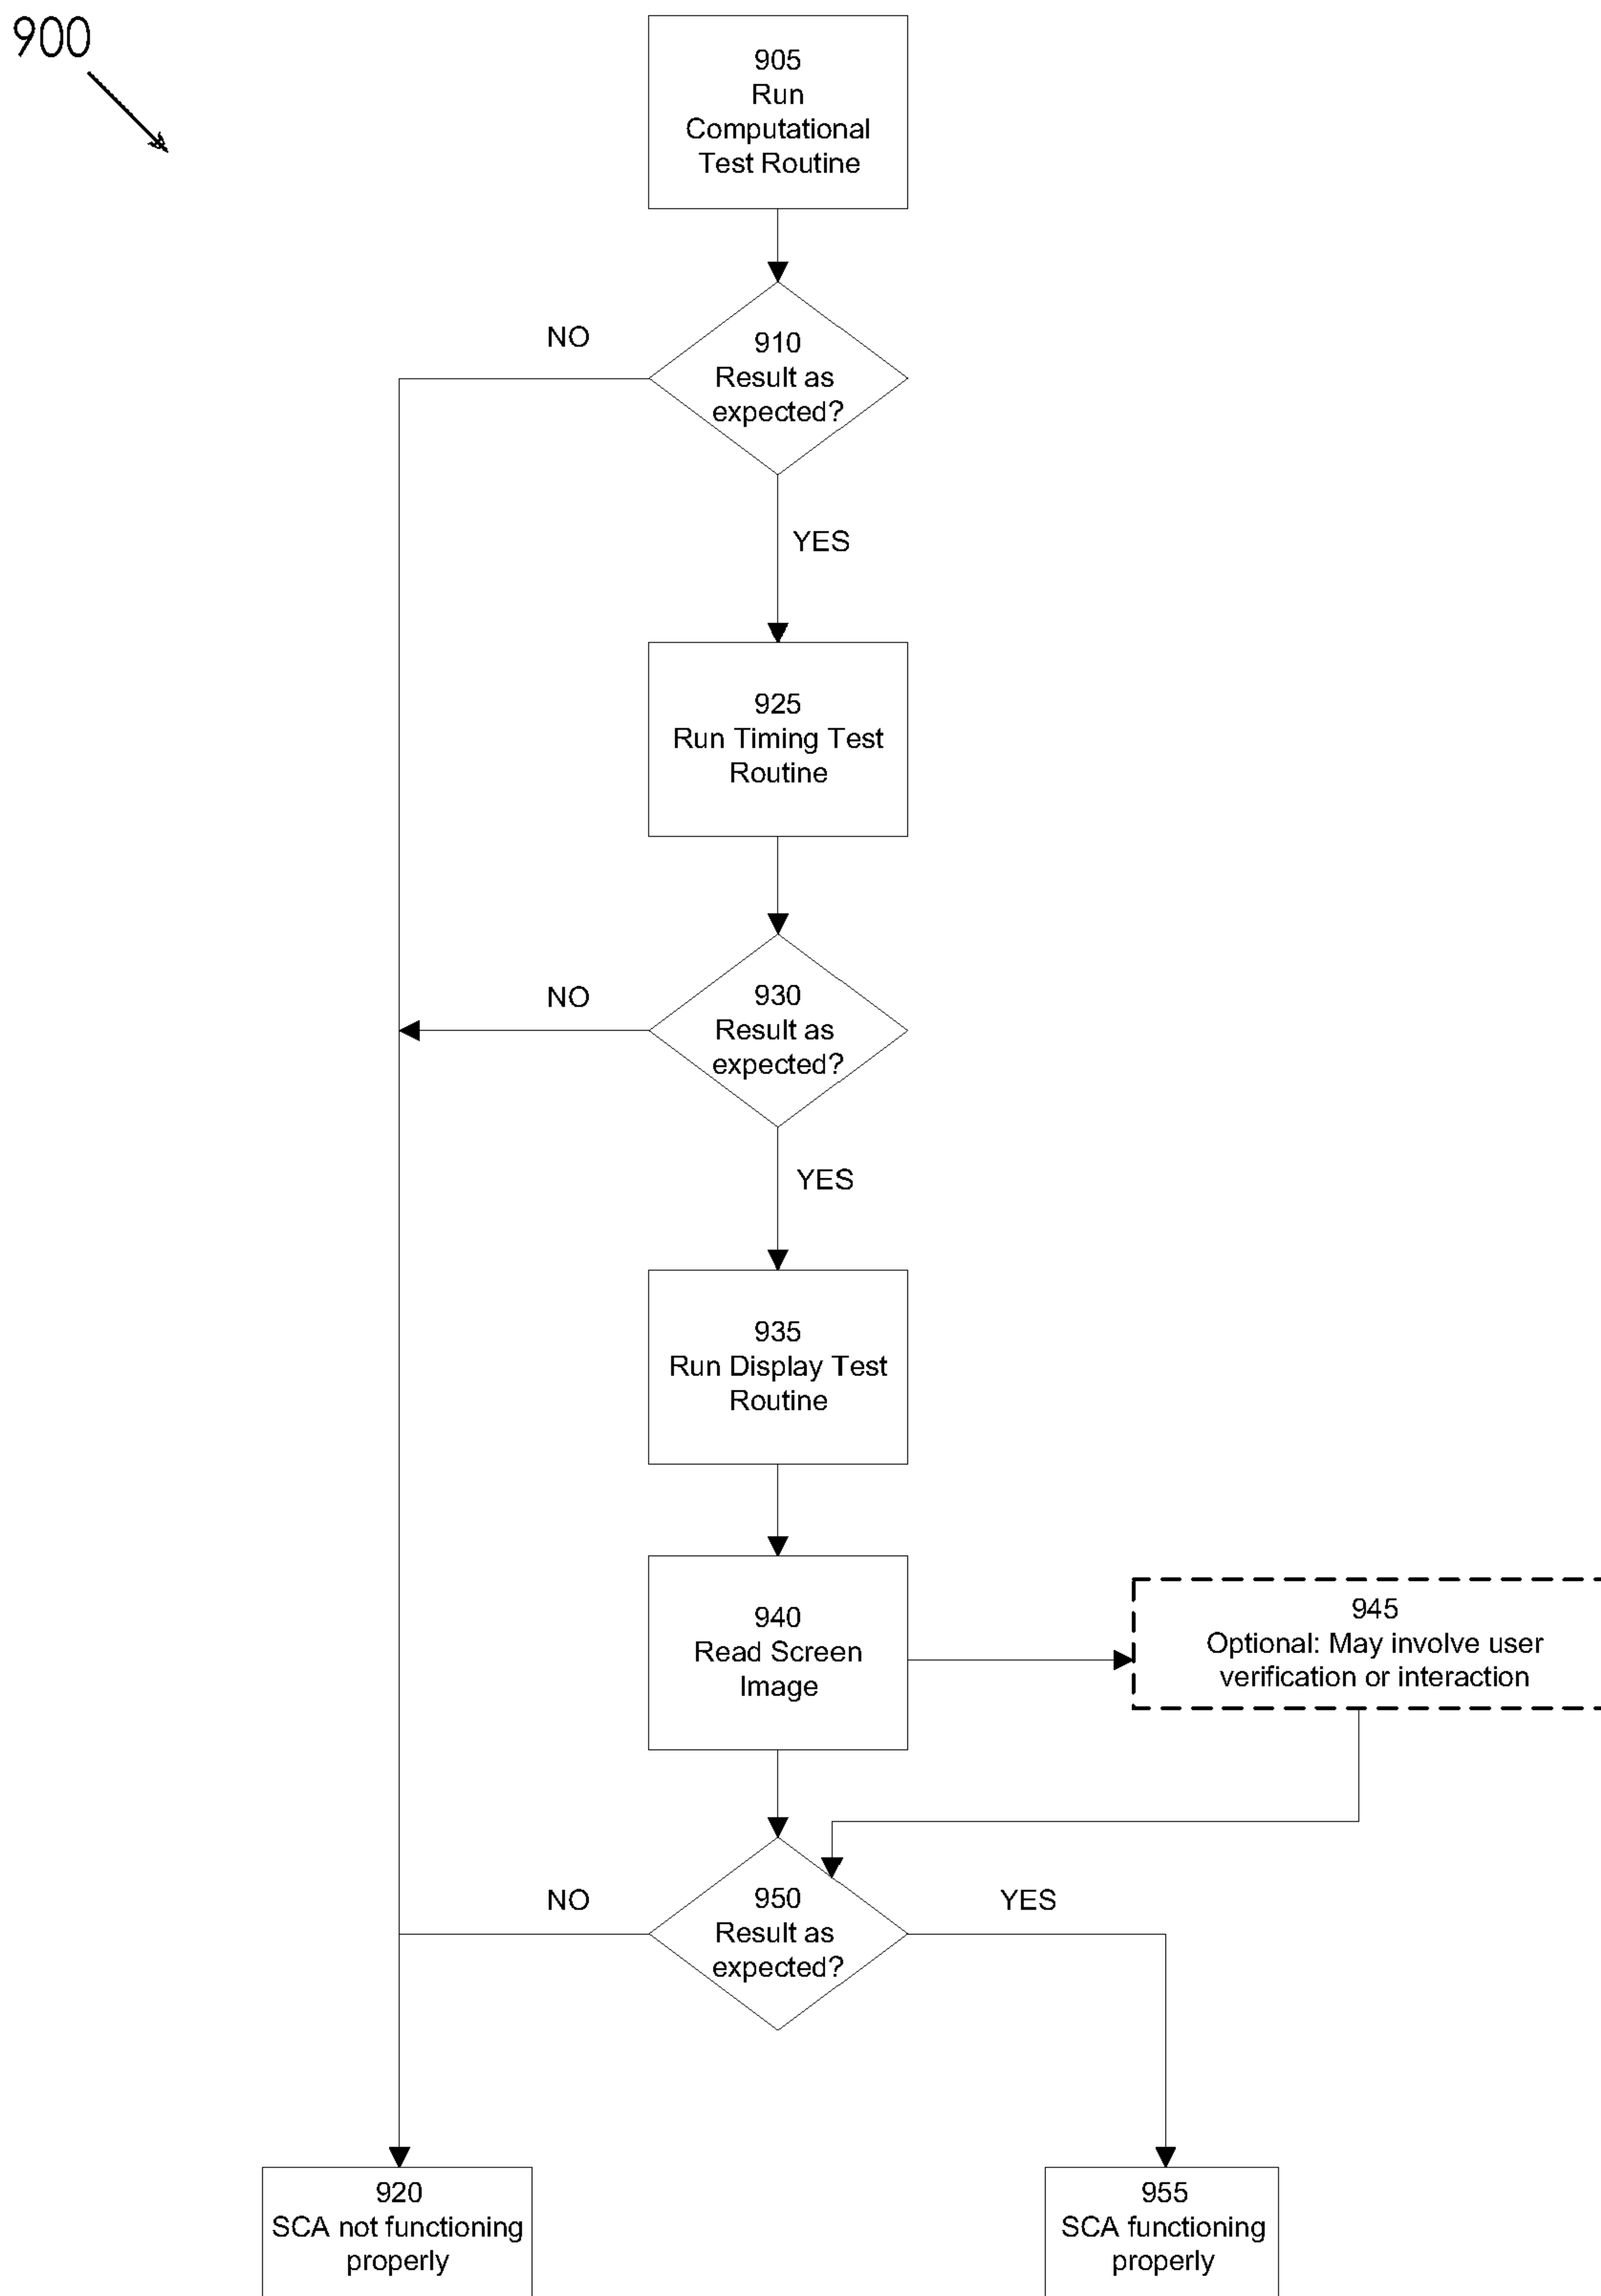 900
905
Run
Computational
Test Routine
910
Result as
expected?
NO
YES
925
Run Timing Test
Routine
930
Result as
expected?
NO
YES
935
Run Display Test
Routine
940
Read Screen
Image
945
Optional: May involve user
verification or interaction
950
Result as
expected?
NO
YES
920
SCA not functioning
properly
955
SCA functioning
properly